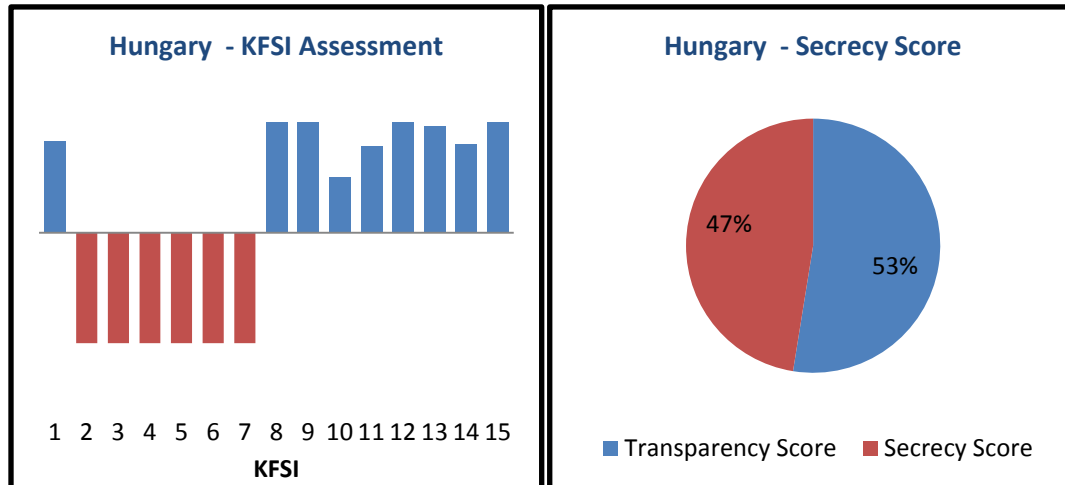 Hungary - KFSI Assessment
1 2 3 4 5 6 7 8 9 10 11 12 13 14 15
KFSI
Hungary - Secrecy Score
47%
53%
Transparency Score Secrecy Score